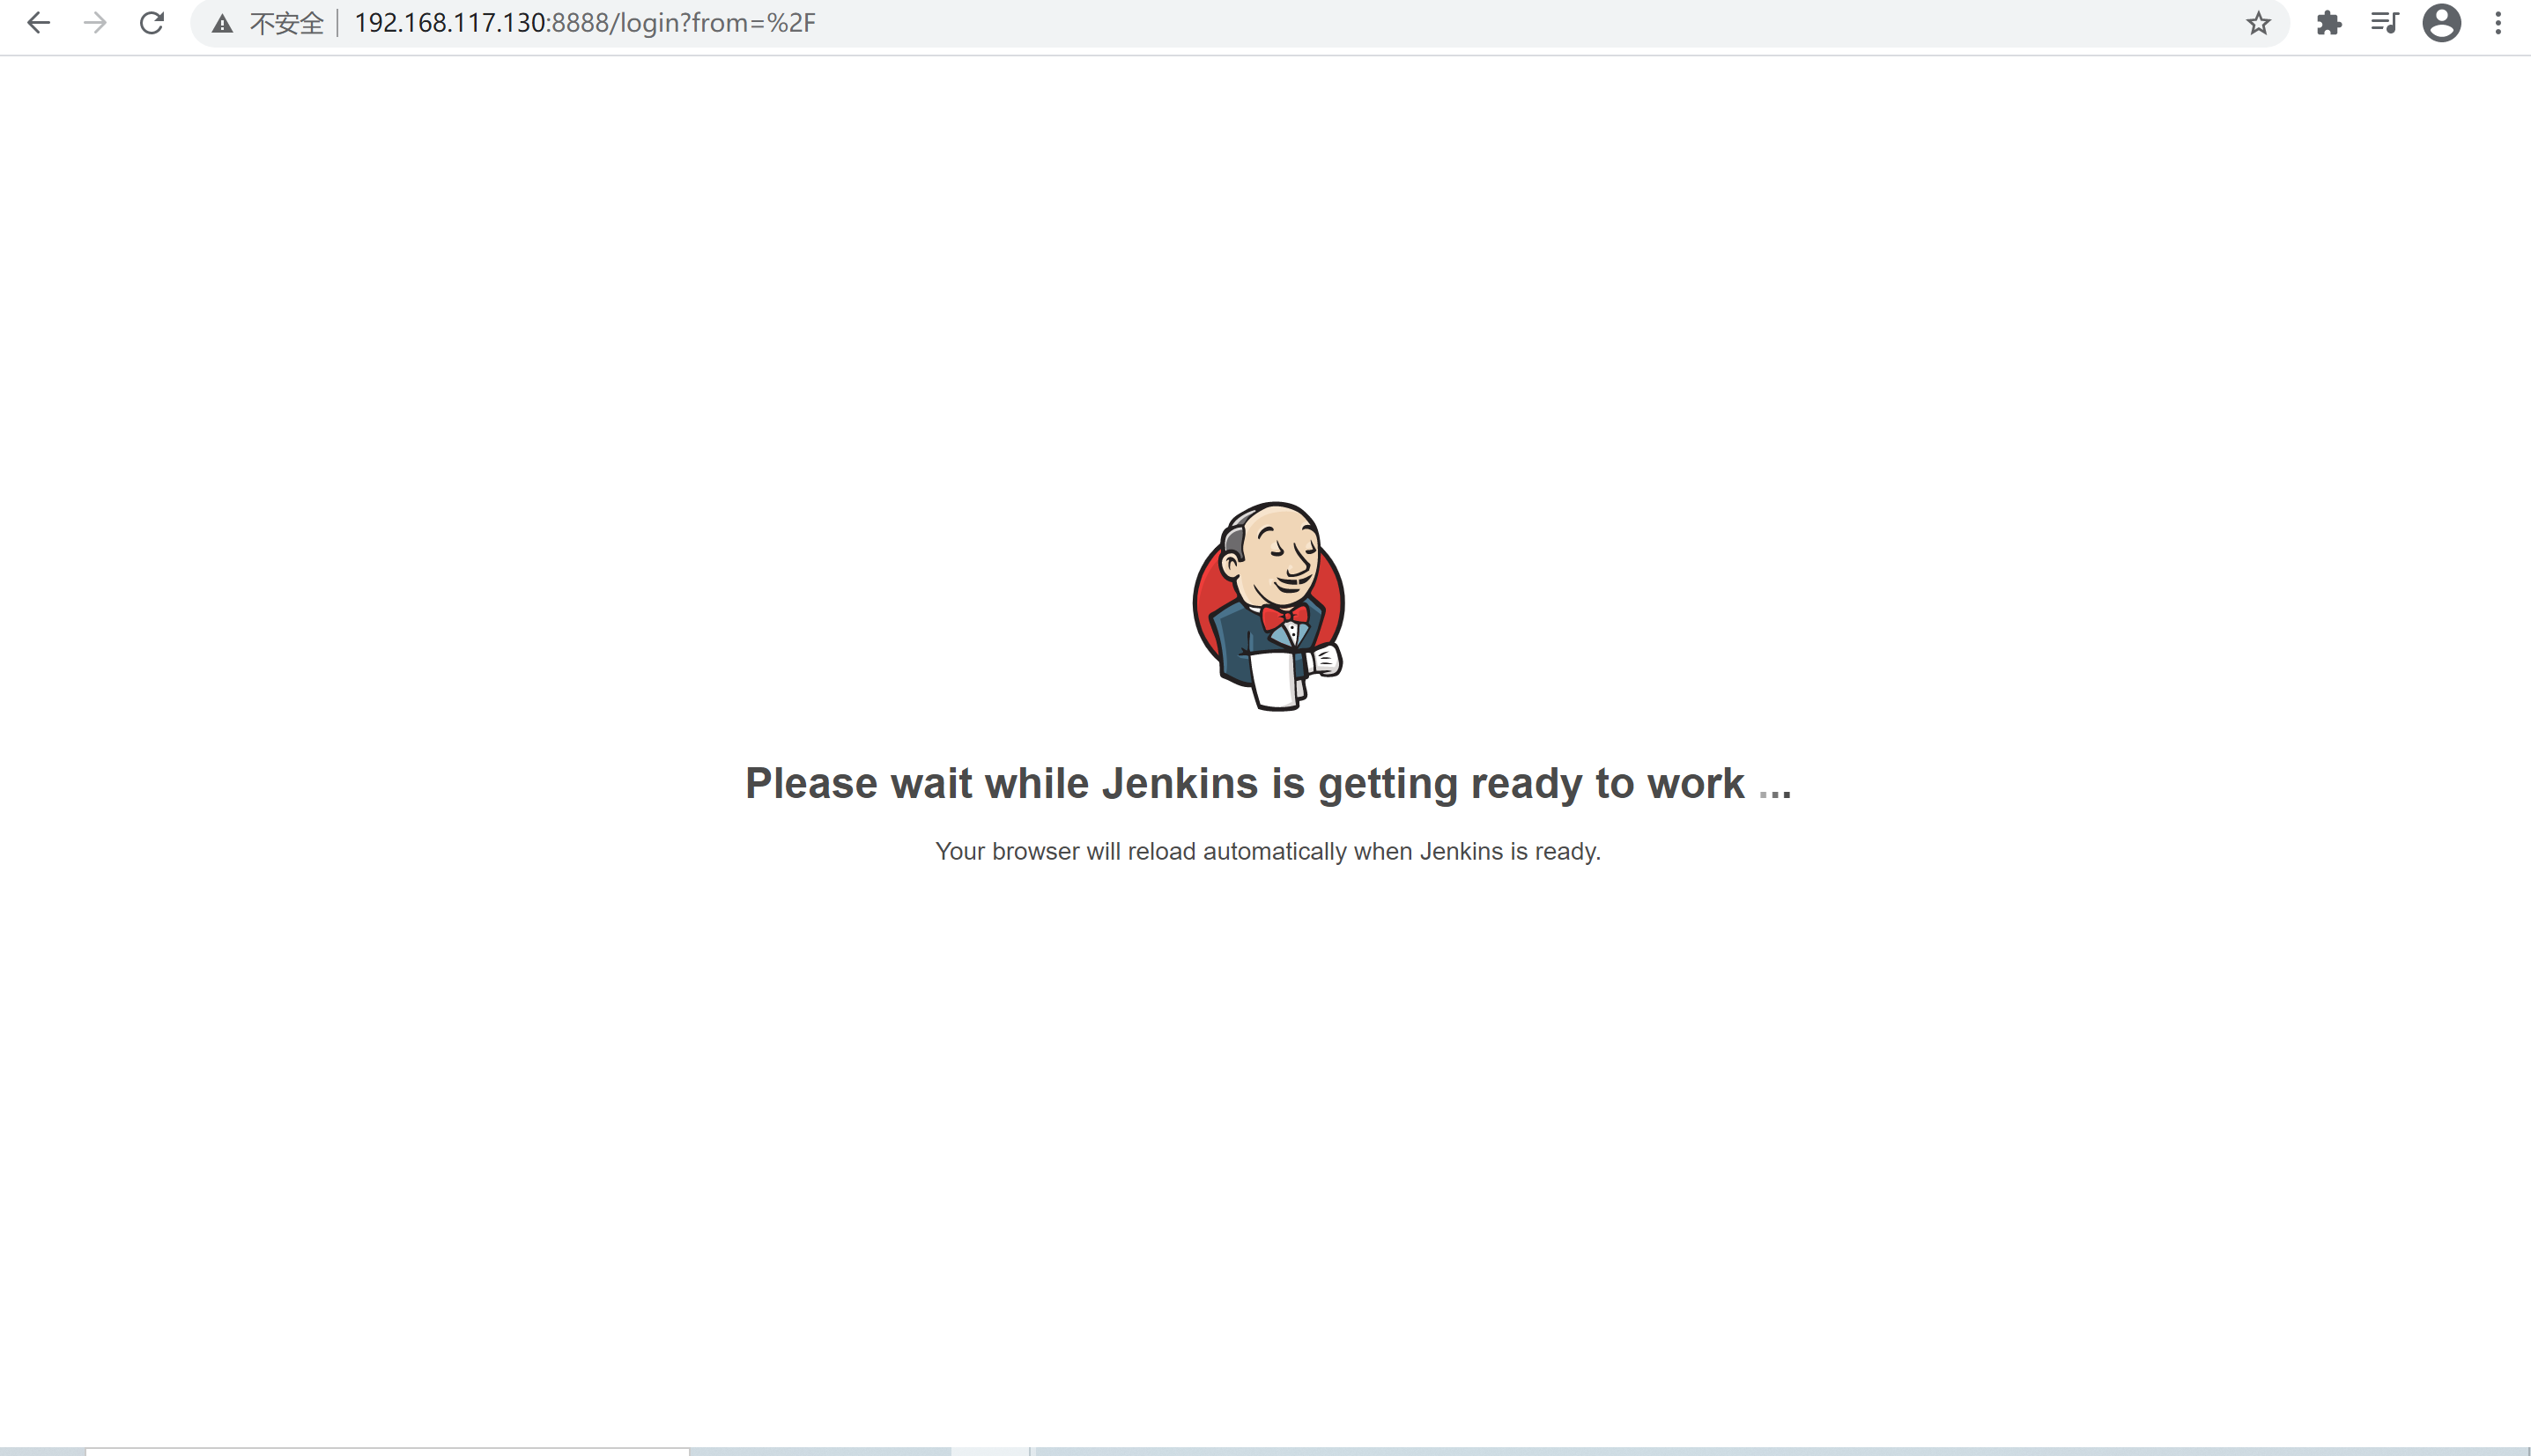 不安全 192.168.117.130:8888/login?from=%2F
Please wait while Jenkins is getting ready to work ...
Your browser will reload automatically when Jenkins is ready.